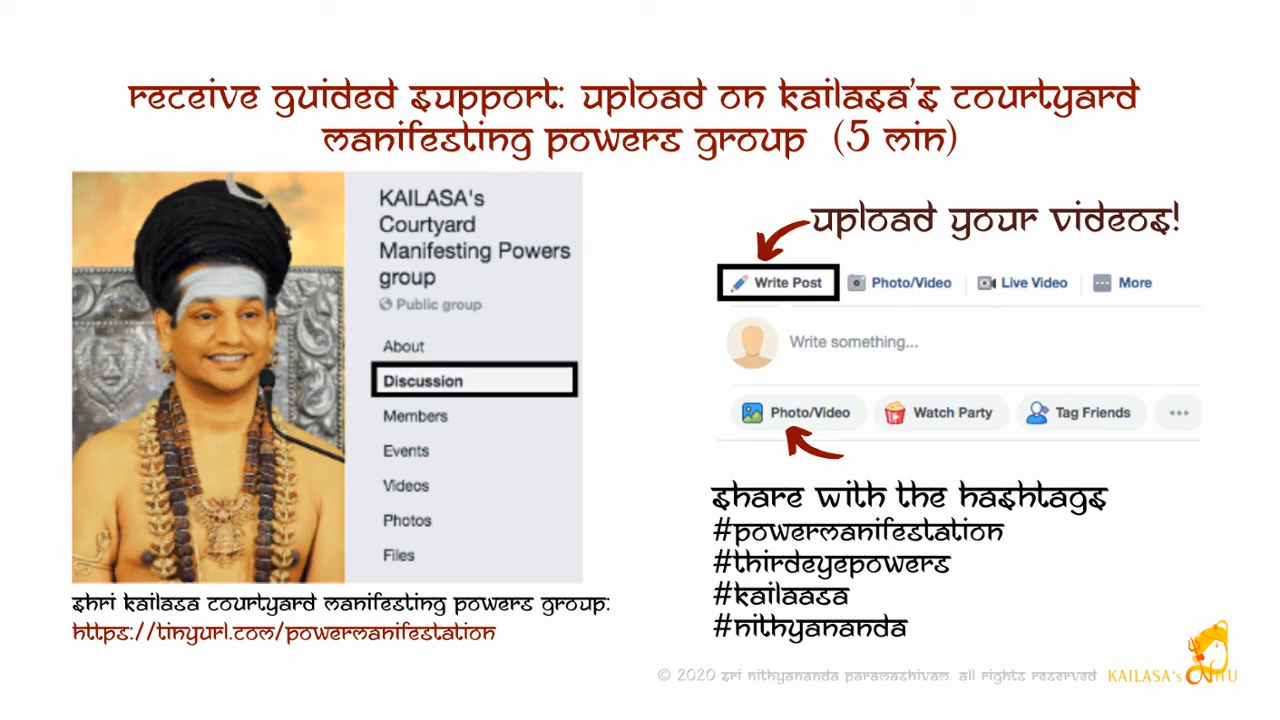 receive guided support: upload on kailasa's courtyard
manifesting powers group (5 min)
KAILASA's
Courtyard
Manifesting Powers
group
Public group
About
Discussion
Members
Events
Videos
Photos
Files
shri kailasa courtyard manifesting powers group:
https://tinyurl.com/powermanifestation
upload your videos!
Write Post
Photo/Video
Live Video
More
Write something...
Photo/Video
Watch Party
Tag Friends
share with the hashtags
#powermanifestation
#thirdeyepowers
#kailaasa
#nithyananda
© 2020 sri nithyananda paramashivam. all rights reserved
KAILASA's